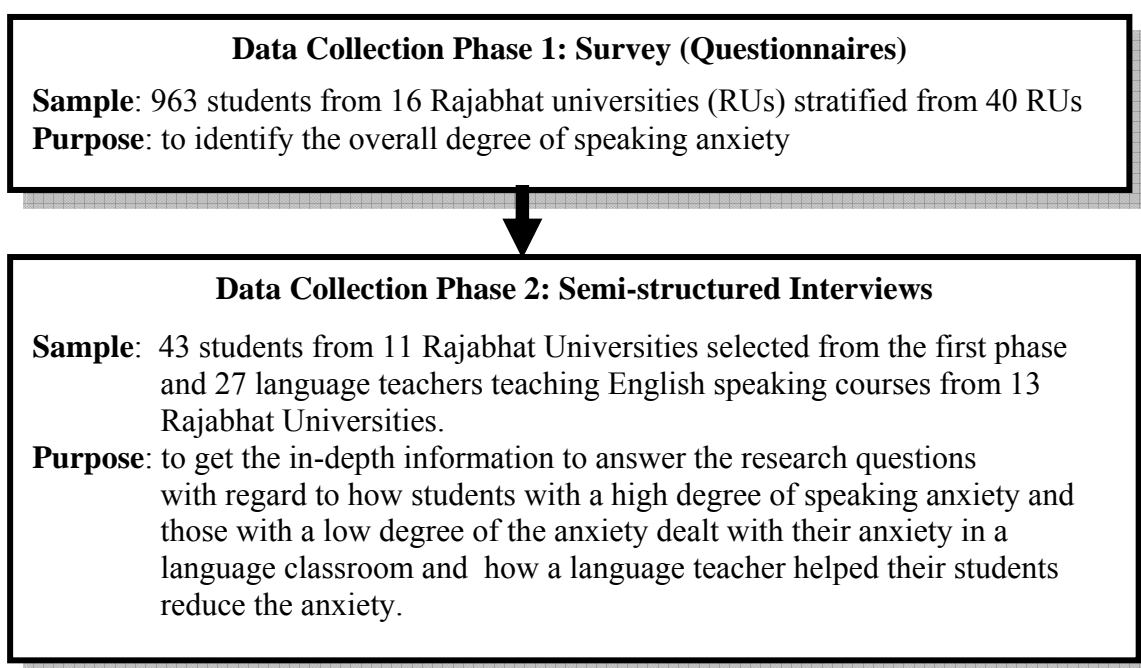 Data Collection Phase 1: Survey (Questionnaires)
Sample: 963 students from 16 Rajabhat universities (RUs) stratified from 40 RUs
Purpose: to identify the overall degree of speaking anxiety
Data Collection Phase 2: Semi-structured Interviews
Sample: 43 students from 11 Rajabhat Universities selected from the first phase
and 27 language teachers teaching English speaking courses from 13
Rajabhat Universities.
Purpose: to get the in-depth information to answer the research questions
with regard to how students with a high degree of speaking anxiety and
those with a low degree of the anxiety dealt with their anxiety in a
language classroom and how a language teacher helped their students
reduce the anxiety.